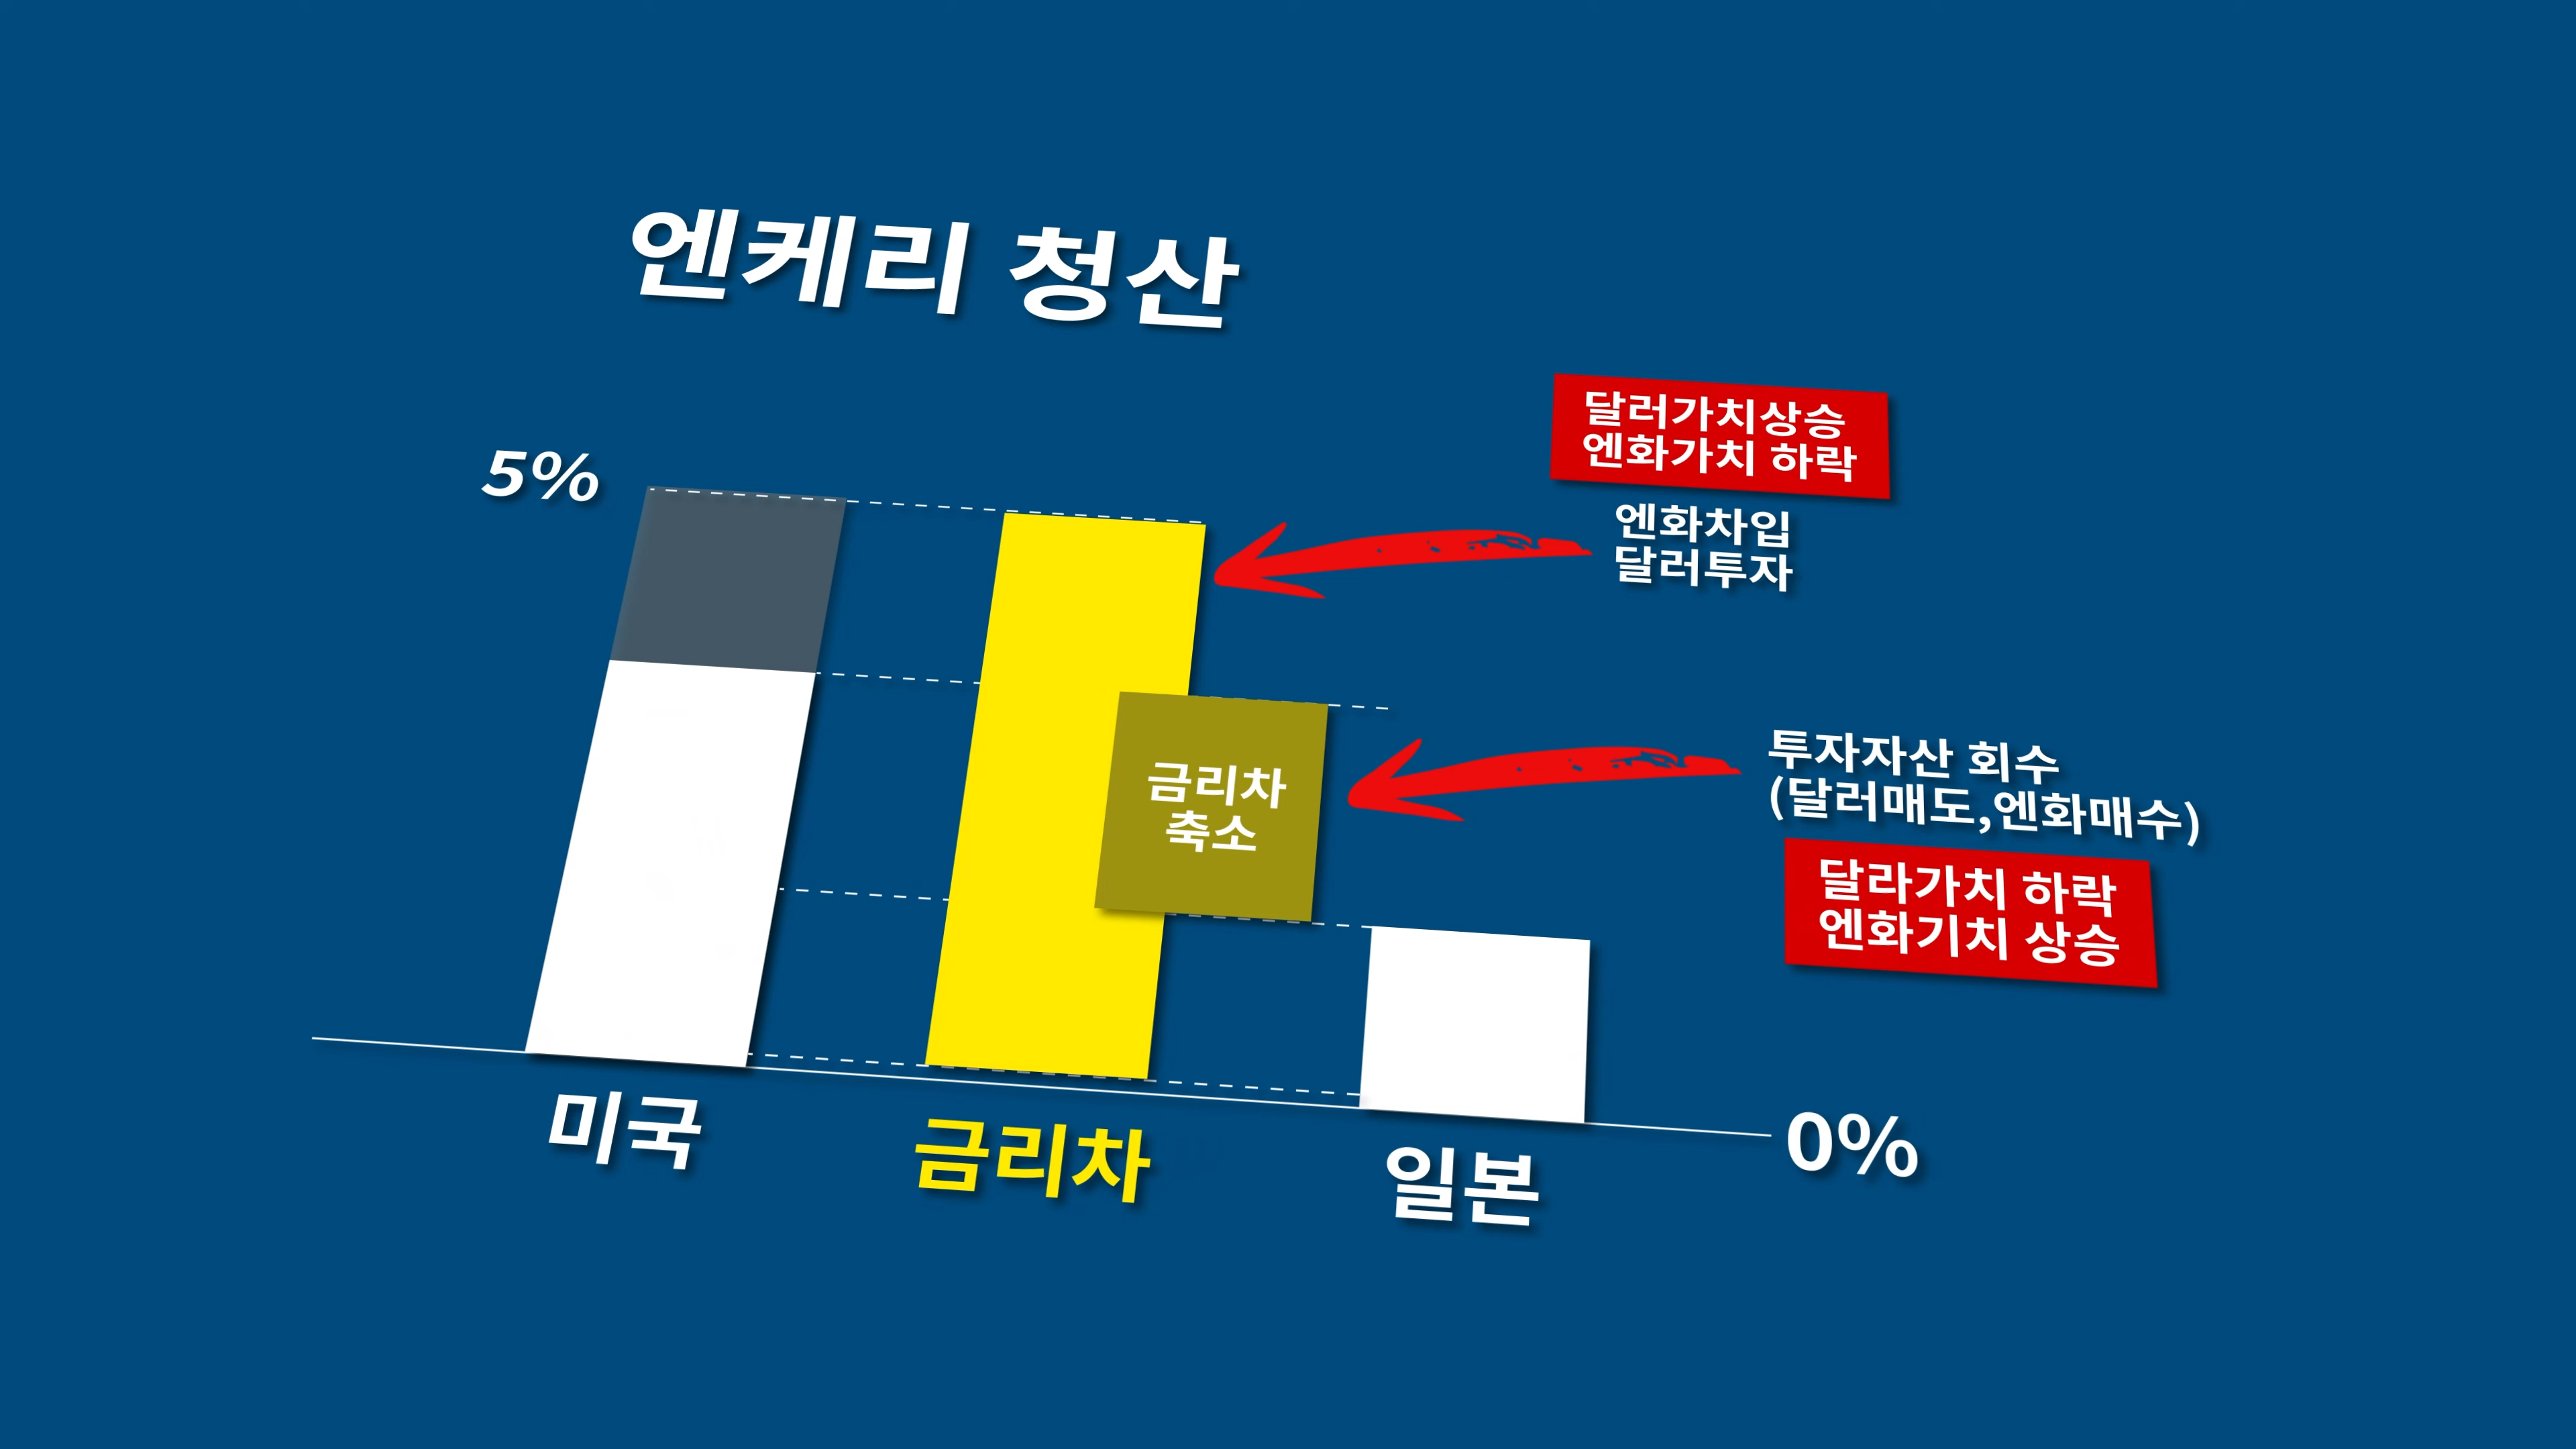 엔케리 청산
5%
달러가치상승
엔화가치 하락
엔화차입
달러투자
금리차
축소
투자자산 회수
(달러매도,엔화매수)
달라가치 하락
엔화기치 상승
미국
금리차
일본
0%